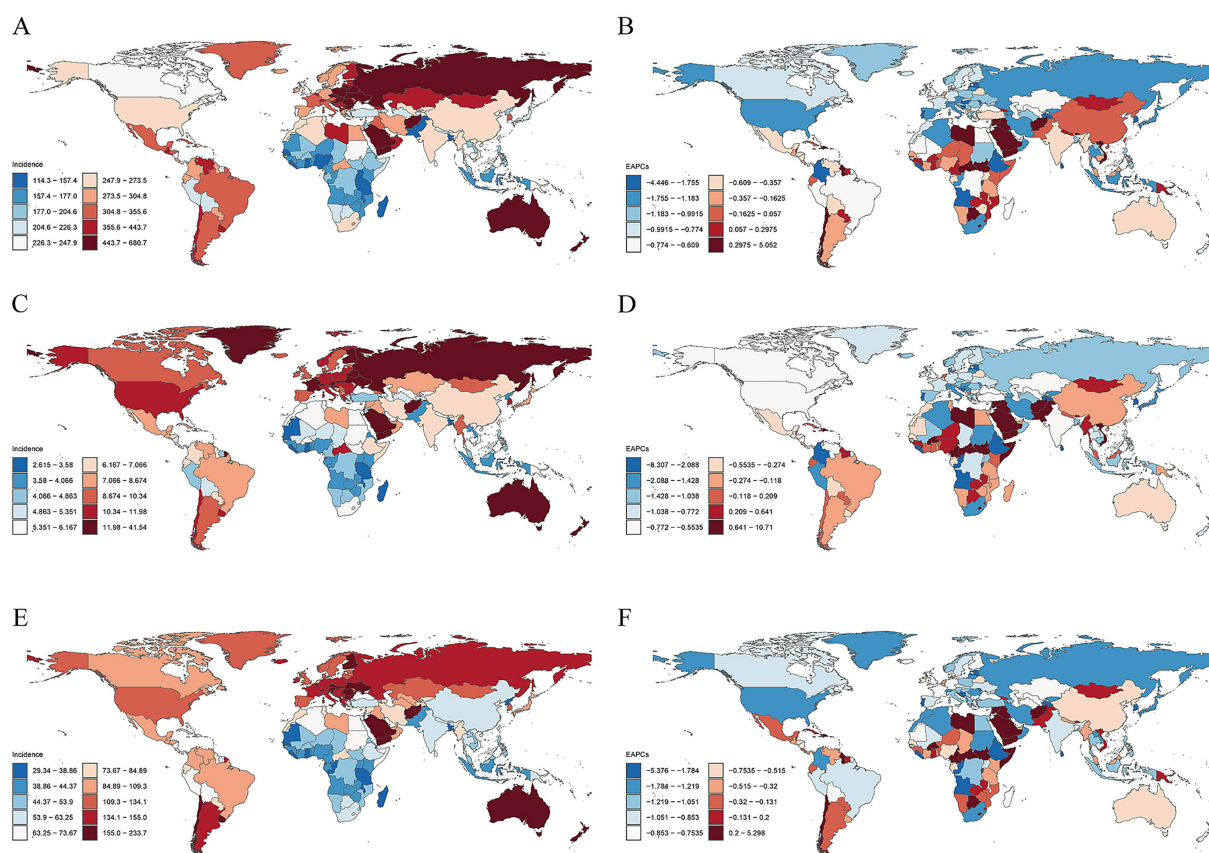 A
B
Incidence
114.3 – 157.4 247.9 – 273.5
157.4 – 177.0 273.5 – 304.8
177.0 – 204.6 304.8 – 355.6
204.6 – 226.3 355.6 – 443.7
226.3 – 247.9 443.7 – 680.7
EAPCs
-4.446 – -1.755 -0.609 – -0.357
-1.755 – -1.183 -0.357 – -0.1625
-1.183 – -0.9915 -0.1625 – 0.057
-0.9915 – -0.774 0.057 – 0.2975
-0.774 – -0.609 0.2975 – 5.052
C
D
Incidence
2.615 – 3.58 6.167 – 7.066
3.58 – 4.066 7.066 – 8.674
4.066 – 4.863 8.674 – 10.34
4.863 – 5.351 10.34 – 11.98
5.351 – 6.167 11.98 – 41.54
EAPCs
-8.307 – -2.088 -0.5535 – -0.274
-2.088 – -1.428 -0.274 – -0.118
-1.428 – -1.038 -0.118 – 0.209
-1.038 – -0.772 0.209 – 0.641
-0.772 – -0.5535 0.641 – 10.71
E
F
Incidence
29.34 – 38.86 73.67 – 84.89
38.86 – 44.37 84.89 – 109.3
44.37 – 53.9 109.3 – 134.1
53.9 – 63.25 134.1 – 155.0
63.25 – 73.67 155.0 – 233.7
EAPCs
-5.376 – -1.784 -0.7535 – -0.515
-1.784 – -1.219 -0.515 – -0.32
-1.219 – -1.051 -0.32 – -0.131
-1.051 – -0.853 -0.131 – 0.2
-0.853 – -0.7535 0.2 – 5.298